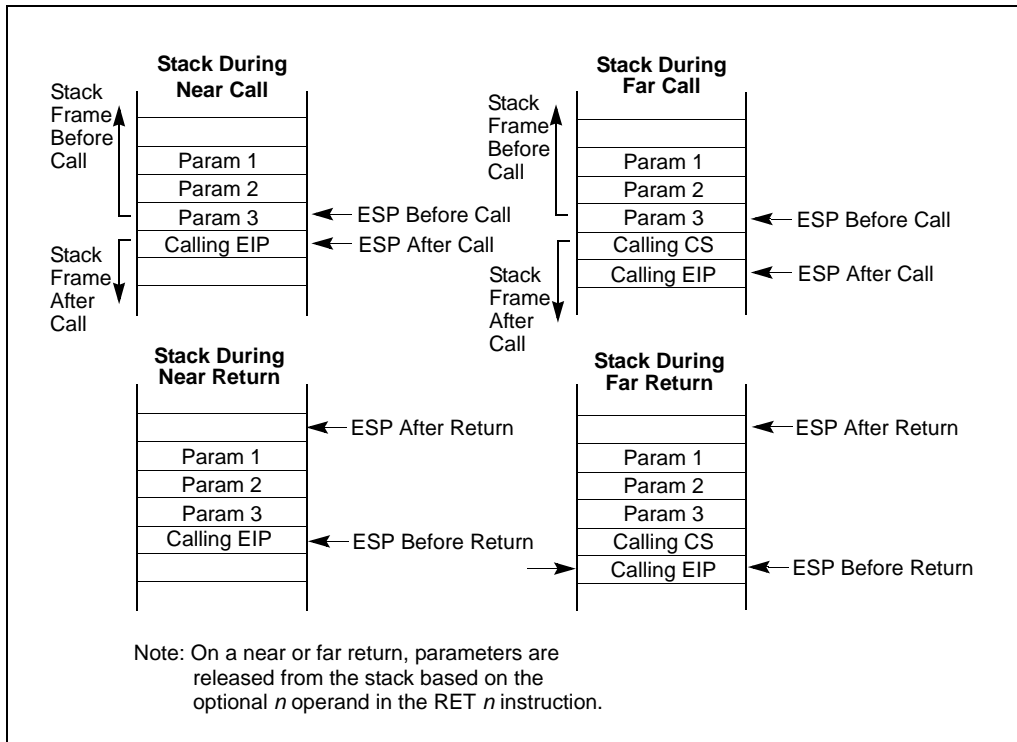 Stack During
Near Call
Stack
Frame
Before
Call
Param 1
Param 2
Param 3
Calling EIP
ESP Before Call
ESP After Call
Stack
Frame
After
Call
Stack During
Far Call
Stack
Frame
Before
Call
Param 1
Param 2
Param 3
Calling CS
Calling EIP
ESP Before Call
ESP After Call
Stack
Frame
After
Call
Stack During
Near Return
ESP After Return
Param 1
Param 2
Param 3
Calling EIP
ESP Before Return
Stack During
Far Return
ESP After Return
Param 1
Param 2
Param 3
Calling CS
Calling EIP
ESP Before Return
Note: On a near or far return, parameters are
released from the stack based on the
optional n operand in the RET n instruction.